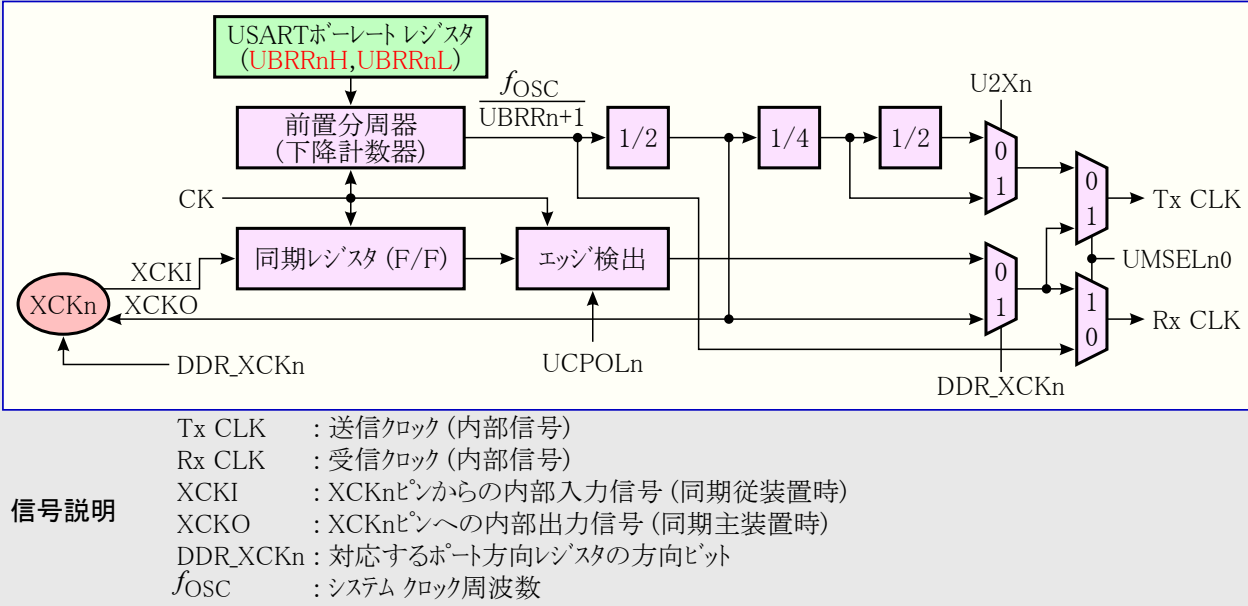 USARTボーレート レジスタ
(UBRRnH,UBRRnL)
fOSC
UBRRn+1
U2Xn
前置分周器
(下降計数器)
1/2
1/4
1/2
0
1
0
1
Tx CLK
CK
同期レジスタ (F/F)
エッジ検出
0
1
UMSELn0
XCKI
XCKn
XCKO
1
0
Rx CLK
DDR_XCKn
UCPOLn
DDR_XCKn
信号説明
Tx CLK : 送信クロック (内部信号)
Rx CLK : 受信クロック (内部信号)
XCKI : XCKnピンからの内部入力信号 (同期従装置時)
XCKO : XCKnピンへの内部出力信号 (同期主装置時)
DDR_XCKn : 対応するポート方向レジスタの方向ビット
fOSC : システム クロック周波数